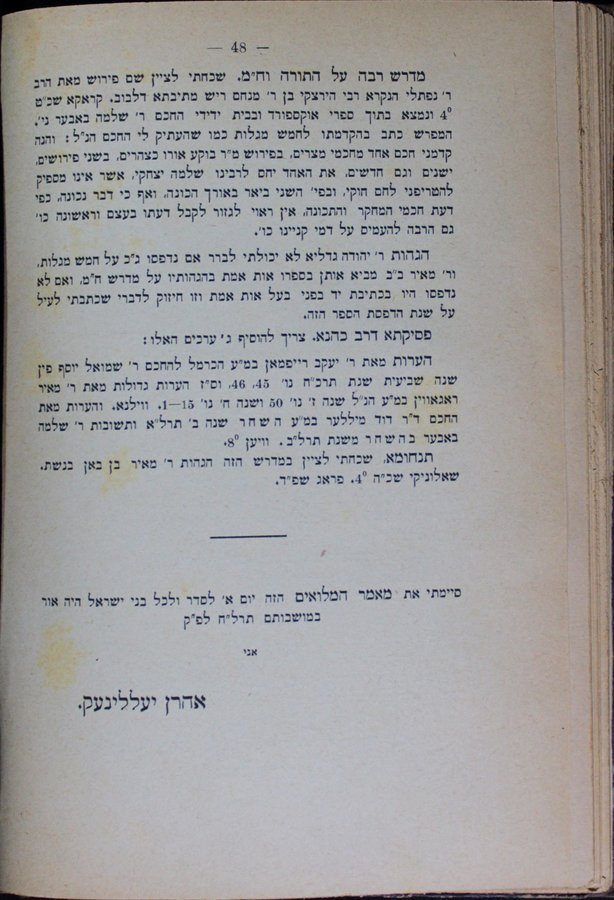 — 48 —
מדרש רבה על התורה וח״מ. שכחתי לציין שם פירוש מאת הרב
ר׳ נפתלי הנקרא רבי הירצקי בן ר׳ מנחם ריש מתיבתא דלבוב. קראקא שכ״ט
4⁰ ונמצא בתוך ספרי אוקספורד ובבית ידידי החכם ר׳ שלמה באבער ני׳.
המפרש כתב בהקדמתו לחמש מגלות כמו שהעתיק לי החכם הנ״ל: והנה
קדמני חכם אחד מחכמי מצרים, בפירוש מ״ר בוקע אורו כצהרים, בשני פירושים,
ישנים וגם חדשים, את האחד יחס לרבינו שלמה יצחקי, אשר אינו מספיק
להטריפני לחם חוקי, ובפי׳ השני ביאר באורך הכונה, ואף כי דבר נכונה, כפי
דעת חכמי המחקר והתכונה, אין ראוי לגזור לקבל דעתו בעצם וראשונה כו׳
גם הרבה להעמיס על דמי קניינו כו׳.
הגהות ר׳ יהודה גדליא לא יכולתי לברר אם נדפסו ג״כ על חמש מגלות,
ור׳ מאיר ב״ב מביא איתן בספרו אות אמת בהגהותיו על מדרש ח״מ, ואם לא
נדפסו היו בכתיבת יד בפני בעל אות אמת וזו חיזוק לדברי שכתבתי לעיל
על שנת הדפסת הספר הזה.
פסיקתא דרב כהנא. צריך להוסיף ג׳ ערכים האלו:
הערות מאת ר׳ יעקב רייפמאן במ״ע הכרמל להחכם ר׳ שמואל יוסף פין
שנה שביעית שנת תרכ״ח נו׳ 45, 46, וס״ז הערות גדולות מאת ר׳ מאיר
ראגאווין במ״ע הנ״ל שנה ז׳ נו׳ 50 ושנה ח׳ נו׳ 1—15. ווילנא. והערות מאת
החכם ד״ר דוד מיללער במ״ע השחר שנה ב׳ תרל״א ותשובות ר׳ שלמה
באבער בהשחר משנת תרל״ב. וויען 8⁰.
תנחומא, שכחתי לציין במדרש הזה הגהות ר׳ מאיר בן באן בנשת.
שאלוניקי שכ״ה 4⁰. פראג שפ״ד.
סיימתי את מאמר המלואים הזה יום א׳ לסדר ולכל בני ישראל היה אור
במושבותם תרל״ח לפ״ק
אני
אהרן יעללינעק.